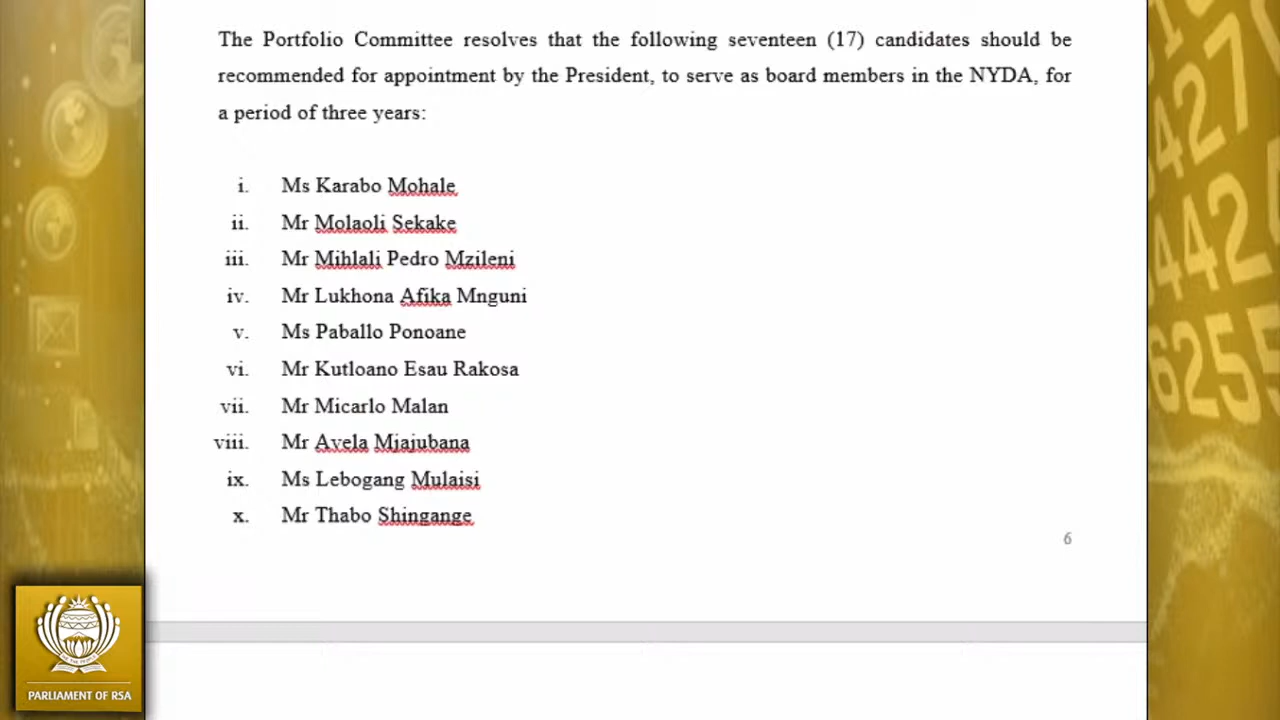 The Portfolio Committee resolves that the following seventeen (17) candidates should be
recommended for appointment by the President, to serve as board members in the NYDA, for
a period of three years:
i. Ms Karabo Mohale
ii. Mr Molaoli Sekake
iii. Mr Mihlali Pedro Mzileni
iv. Mr Lukhona Afika Mnguni
v. Ms Paballo Ponoane
vi. Mr Kutloano Esau Rakosa
vii. Mr Micarlo Malan
viii. Mr Avela Mjajubana
ix. Ms Lebogang Mulaisi
x. Mr Thabo Shingange
6
PARLIAMENT OF RSA
427
442
6255